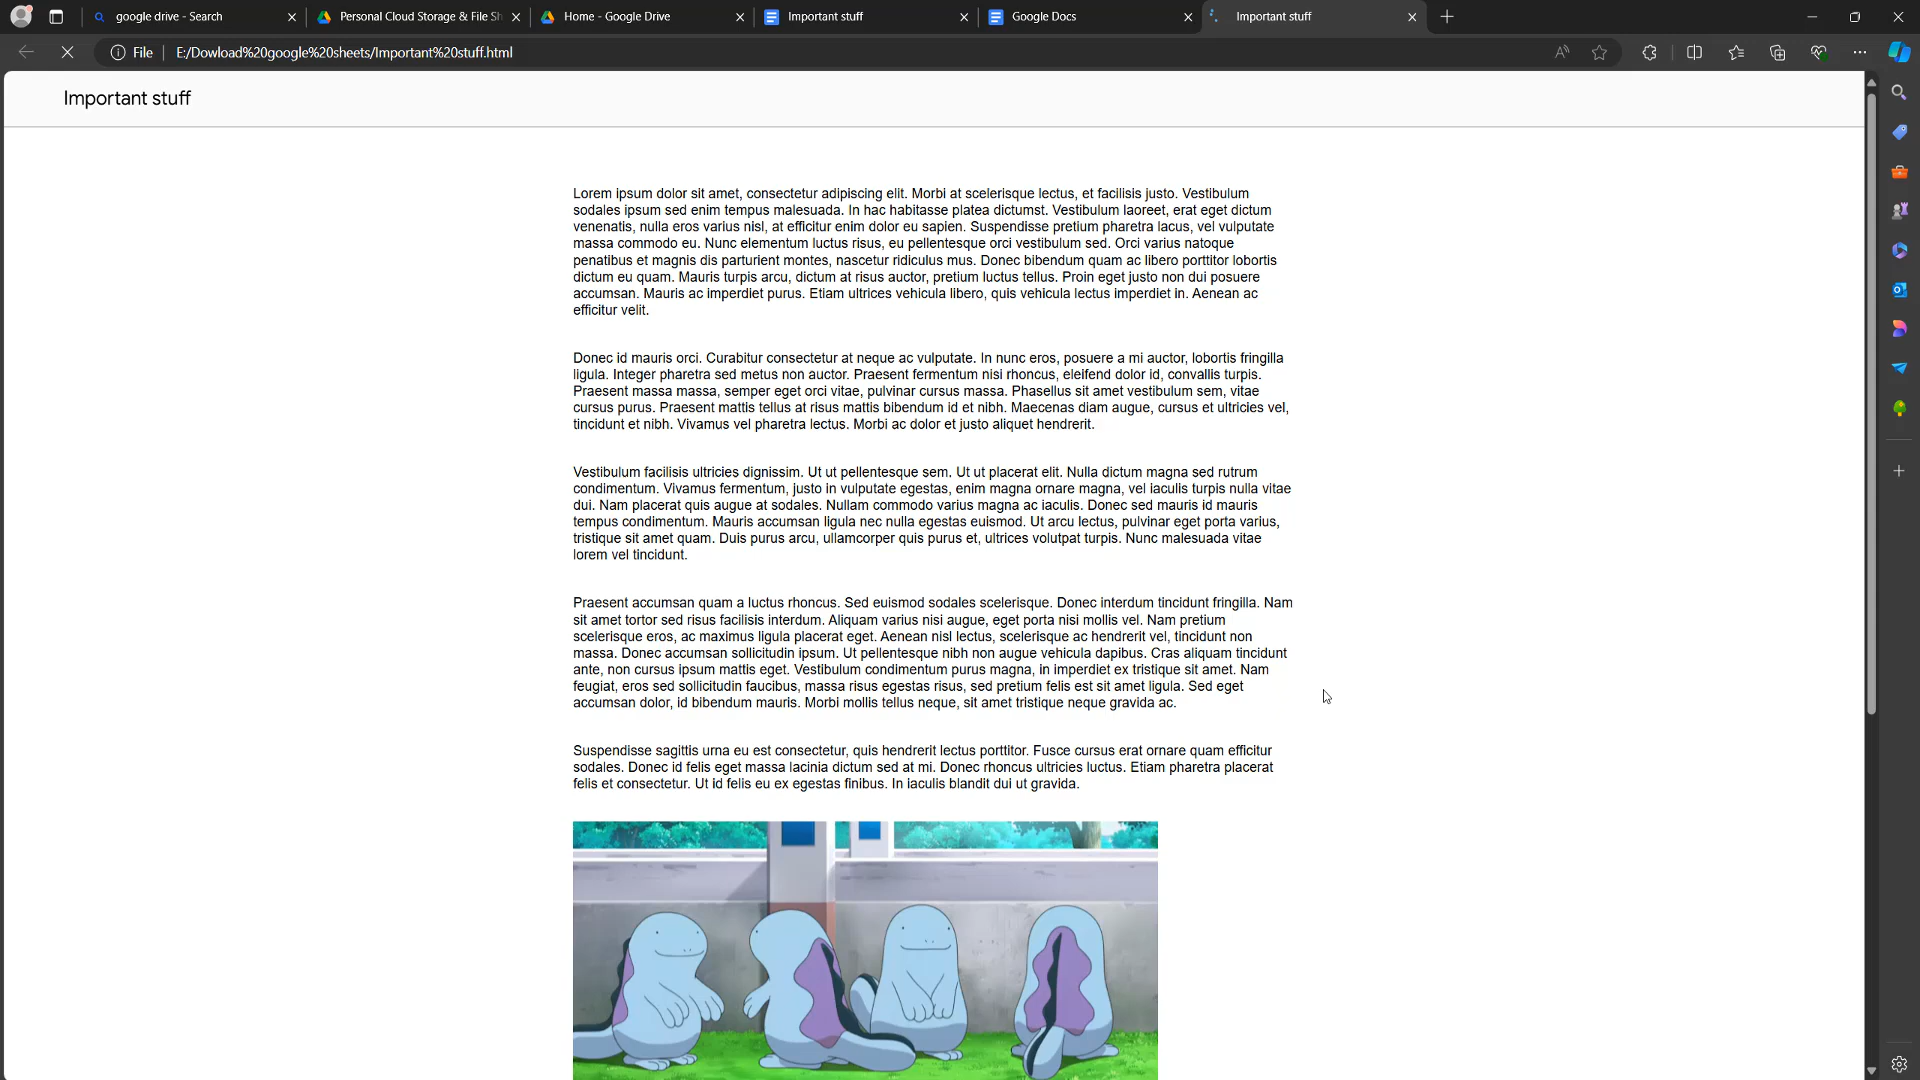 google drive - Search
Personal Cloud Storage & File Sh
Home - Google Drive
Important stuff
Google Docs
Important stuff
File
E:/Dowload%20google%20sheets/Important%20stuff.html
Important stuff
Lorem ipsum dolor sit amet, consectetur adipiscing elit. Morbi at scelerisque lectus, et facilisis justo. Vestibulum
sodales ipsum sed enim tempus malesuada. In hac habitasse platea dictumst. Vestibulum laoreet, erat eget dictum
venenatis, nulla eros varius nisl, at efficitur enim dolor eu sapien. Suspendisse pretium pharetra lacus, vel vulputate
massa commodo eu. Nunc elementum luctus risus, eu pellentesque orci vestibulum sed. Orci varius natoque
penatibus et magnis dis parturient montes, nascetur ridiculus mus. Donec bibendum quam ac libero porttitor lobortis
dictum eu quam. Mauris turpis arcu, dictum at risus auctor, pretium luctus tellus. Proin eget justo non dui posuere
accumsan. Mauris ac imperdiet purus. Etiam ultrices vehicula libero, quis vehicula lectus imperdiet in. Aenean ac
efficitur velit.
Donec id mauris orci. Curabitur consectetur at neque ac vulputate. In nunc eros, posuere a mi auctor, lobortis fringilla
ligula. Integer pharetra sed metus non auctor. Praesent fermentum nisi rhoncus, eleifend dolor id, convallis turpis.
Praesent massa massa, semper eget orci vitae, pulvinar cursus massa. Phasellus sit amet vestibulum sem, vitae
cursus purus. Praesent mattis tellus at risus mattis bibendum id et nibh. Maecenas diam augue, cursus et ultricies vel,
tincidunt et nibh. Vivamus vel pharetra lectus. Morbi ac dolor et justo aliquet hendrerit.
Vestibulum facilisis ultricies dignissim. Ut ut pellentesque sem. Ut ut placerat elit. Nulla dictum magna sed rutrum
condimentum. Vivamus fermentum, justo in vulputate egestas, enim magna ornare magna, vel iaculis turpis nulla vitae
dui. Nam placerat quis augue at sodales. Nullam commodo varius magna ac iaculis. Donec sed mauris id mauris
tempus condimentum. Mauris accumsan ligula nec nulla egestas euismod. Ut arcu lectus, pulvinar eget porta varius,
tristique sit amet quam. Duis purus arcu, ullamcorper quis purus et, ultrices volutpat turpis. Nunc malesuada vitae
lorem vel tincidunt.
Praesent accumsan quam a luctus rhoncus. Sed euismod sodales scelerisque. Donec interdum tincidunt fringilla. Nam
sit amet tortor sed risus facilisis interdum. Aliquam varius nisi augue, eget porta nisi mollis vel. Nam pretium
scelerisque eros, ac maximus ligula placerat eget. Aenean nisl lectus, scelerisque ac hendrerit vel, tincidunt non
massa. Donec accumsan sollicitudin ipsum. Ut pellentesque nibh non augue vehicula dapibus. Cras aliquam tincidunt
ante, non cursus ipsum mattis eget. Vestibulum condimentum purus magna, in imperdiet ex tristique sit amet. Nam
feugiat, eros sed sollicitudin faucibus, massa risus egestas risus, sed pretium felis est sit amet ligula. Sed eget
accumsan dolor, id bibendum mauris. Morbi mollis tellus neque, sit amet tristique neque gravida ac.
Suspendisse sagittis urna eu est consectetur, quis hendrerit lectus porttitor. Fusce cursus erat ornare quam efficitur
sodales. Donec id felis eget massa lacinia dictum sed at mi. Donec rhoncus ultricies luctus. Etiam pharetra placerat
felis et consectetur. Ut id felis eu ex egestas finibus. In iaculis blandit dui ut gravida.